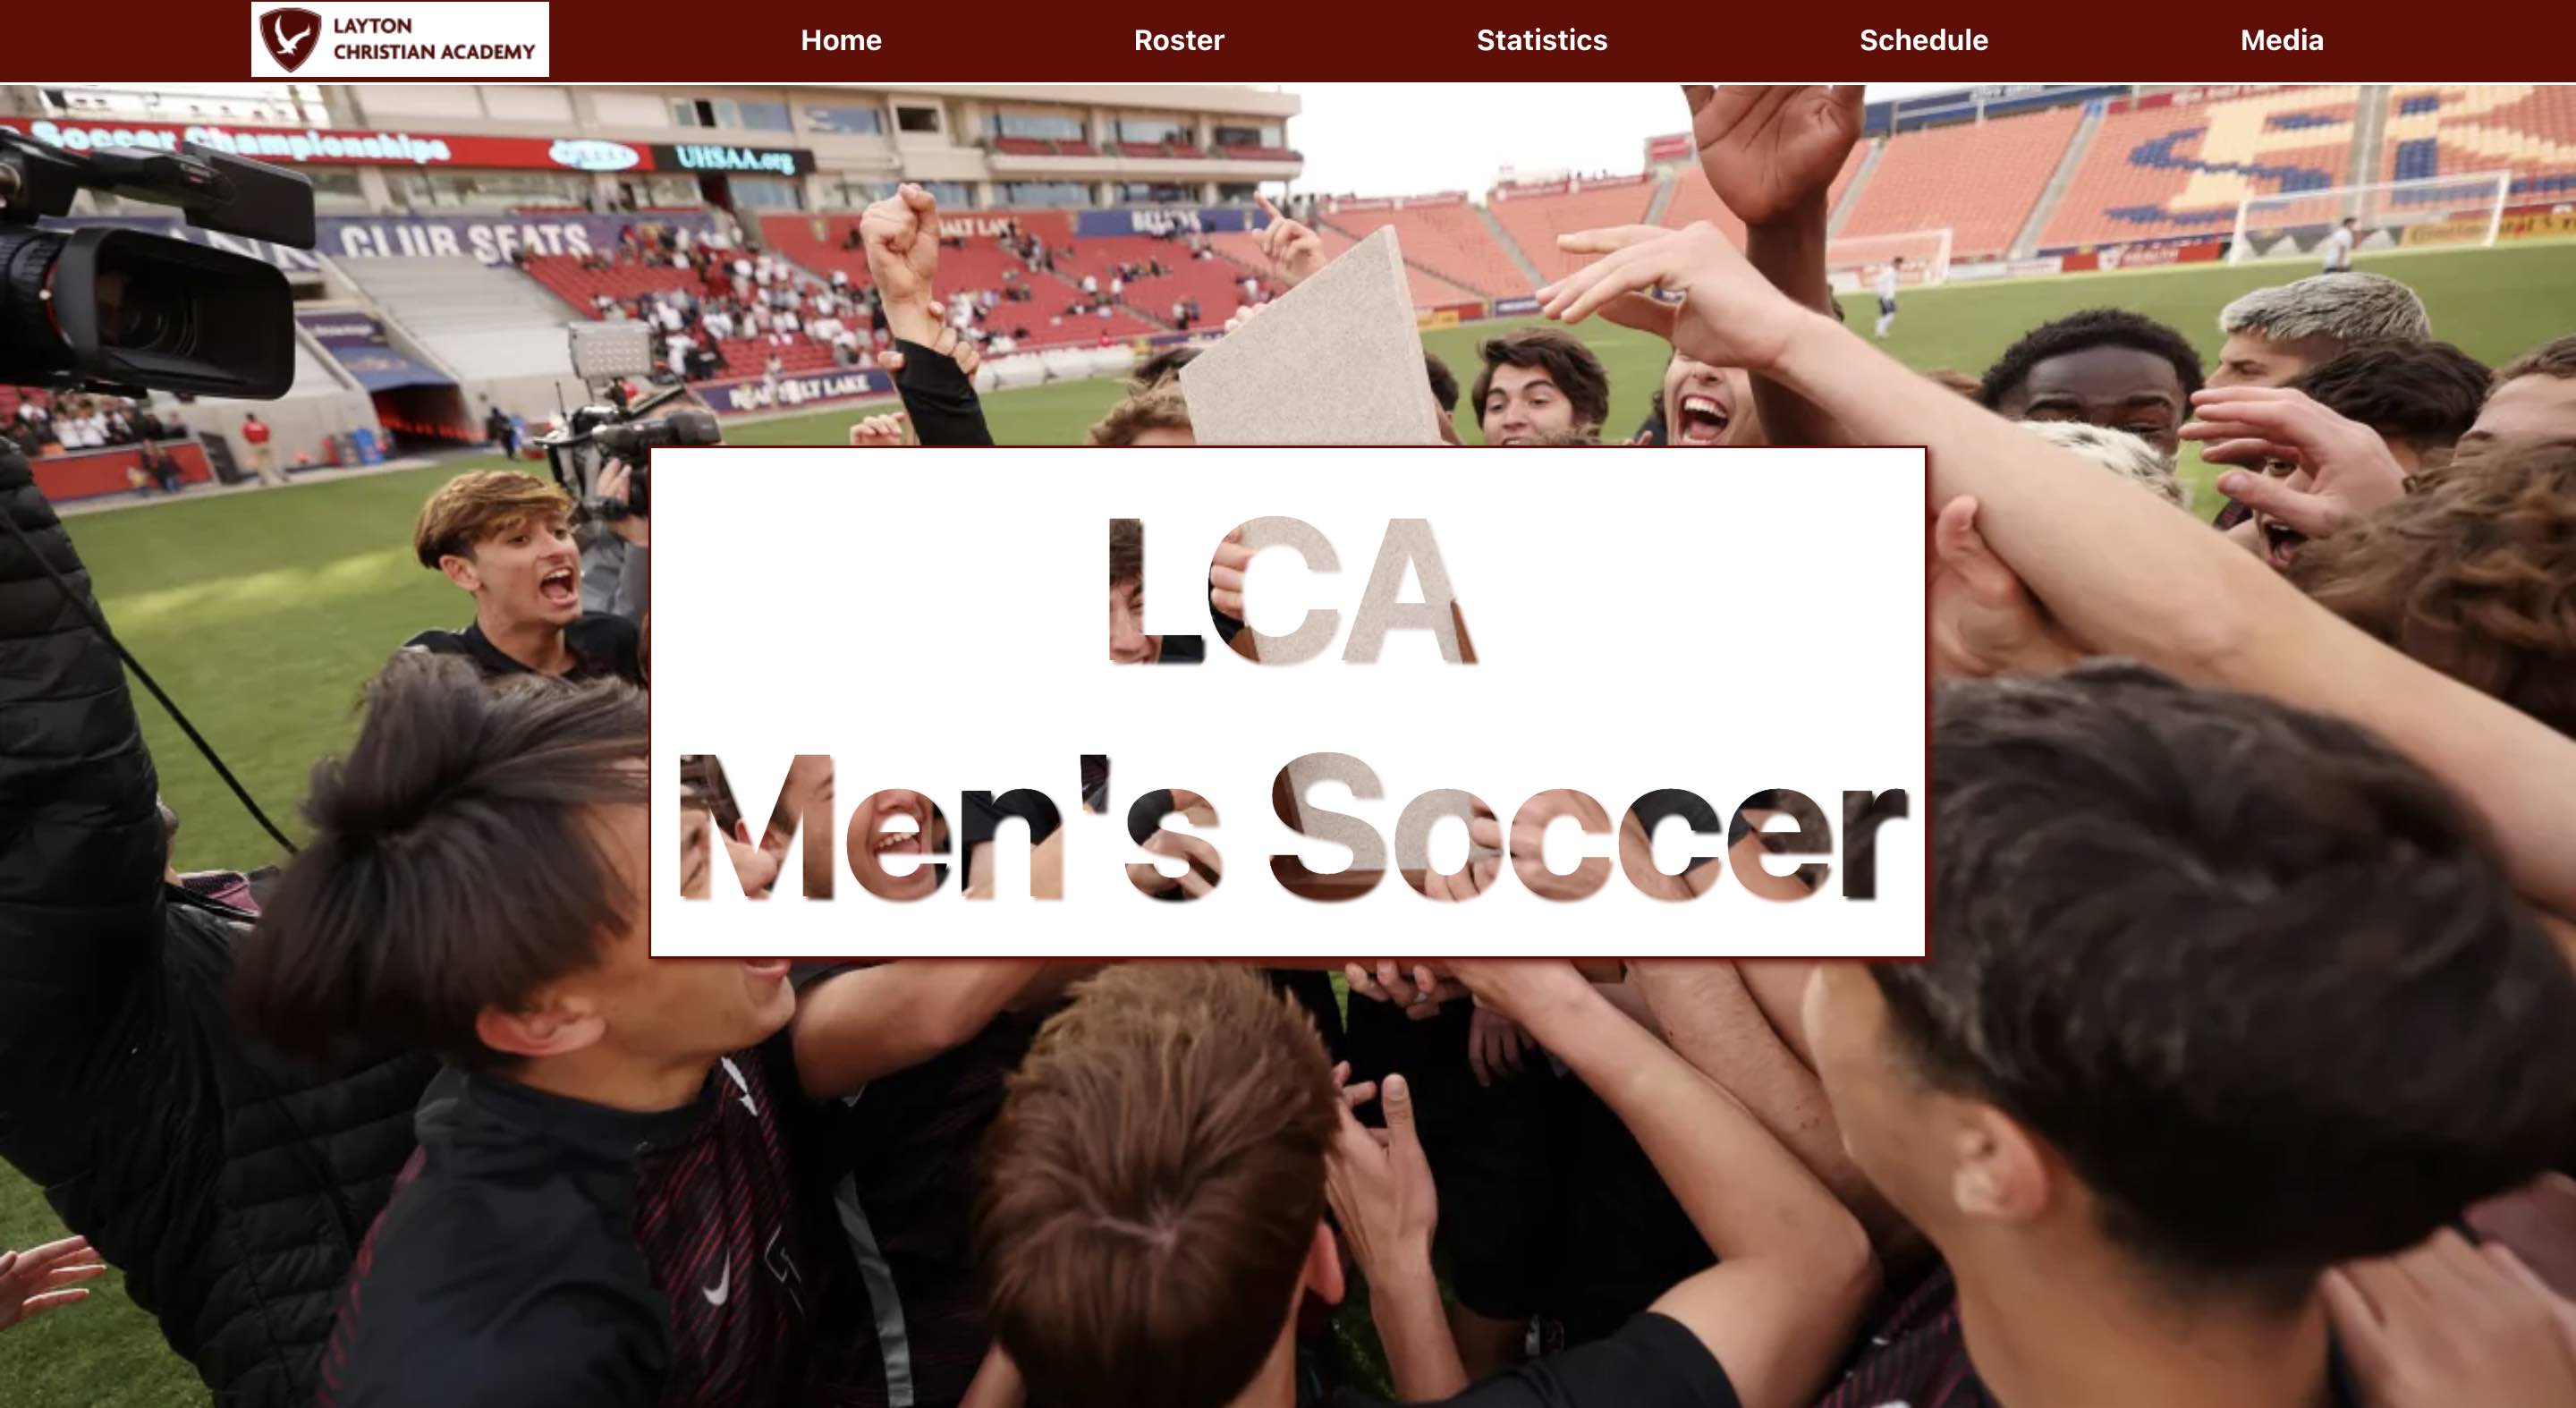 LAYTON
CHRISTIAN ACADEMY
Home
Roster
Statistics
Schedule
Media
Soccer Championships
UHSAA.org
CLUB SEATS
LCA
Men's Soccer